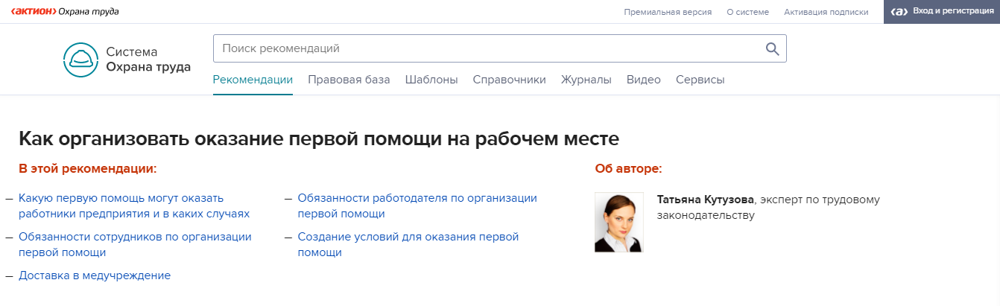 ‹актион› Охрана труда
Премиальная версия О системе Активация подписки
‹а› Вход и регистрация
Система
Охрана труда
Поиск рекомендаций
Рекомендации Правовая база Шаблоны Справочники Журналы Видео Сервисы
Как организовать оказание первой помощи на рабочем месте
В этой рекомендации:
– Какую первую помощь могут оказать
работники предприятия и в каких случаях
– Обязанности сотрудников по организации
первой помощи
– Доставка в медучреждение
– Обязанности работодателя по организации
первой помощи
– Создание условий для оказания первой
помощи
Об авторе:
Татьяна Кутузова, эксперт по трудовому
законодательству